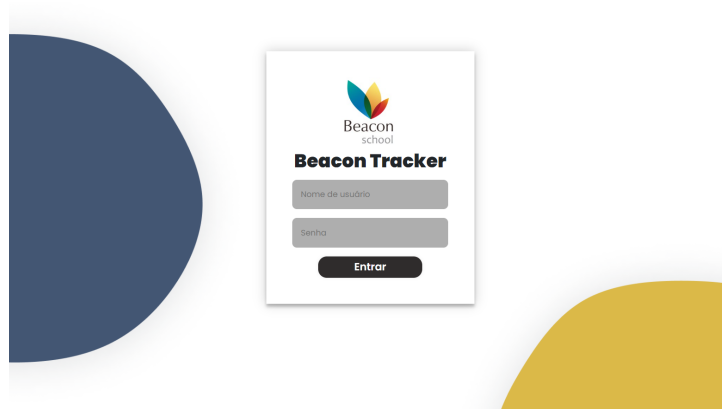 Beacon
school
Beacon Tracker
Nome de usuário
Senha
Entrar